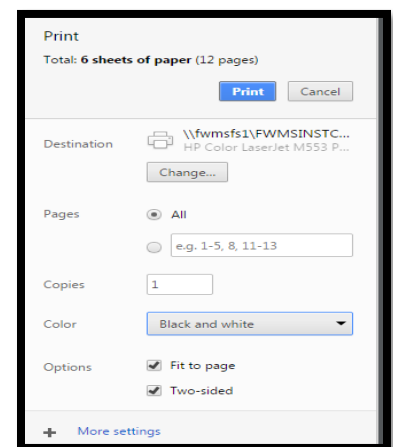 Print
Total: 6 sheets of paper (12 pages)
Print Cancel
Destination \\fwmsfs1\FWMSINSTC...
HP Color LaserJet M553 P...
Change...
Pages All
e.g. 1-5, 8, 11-13
Copies 1
Color Black and white
Options Fit to page
Two-sided
+ More settings